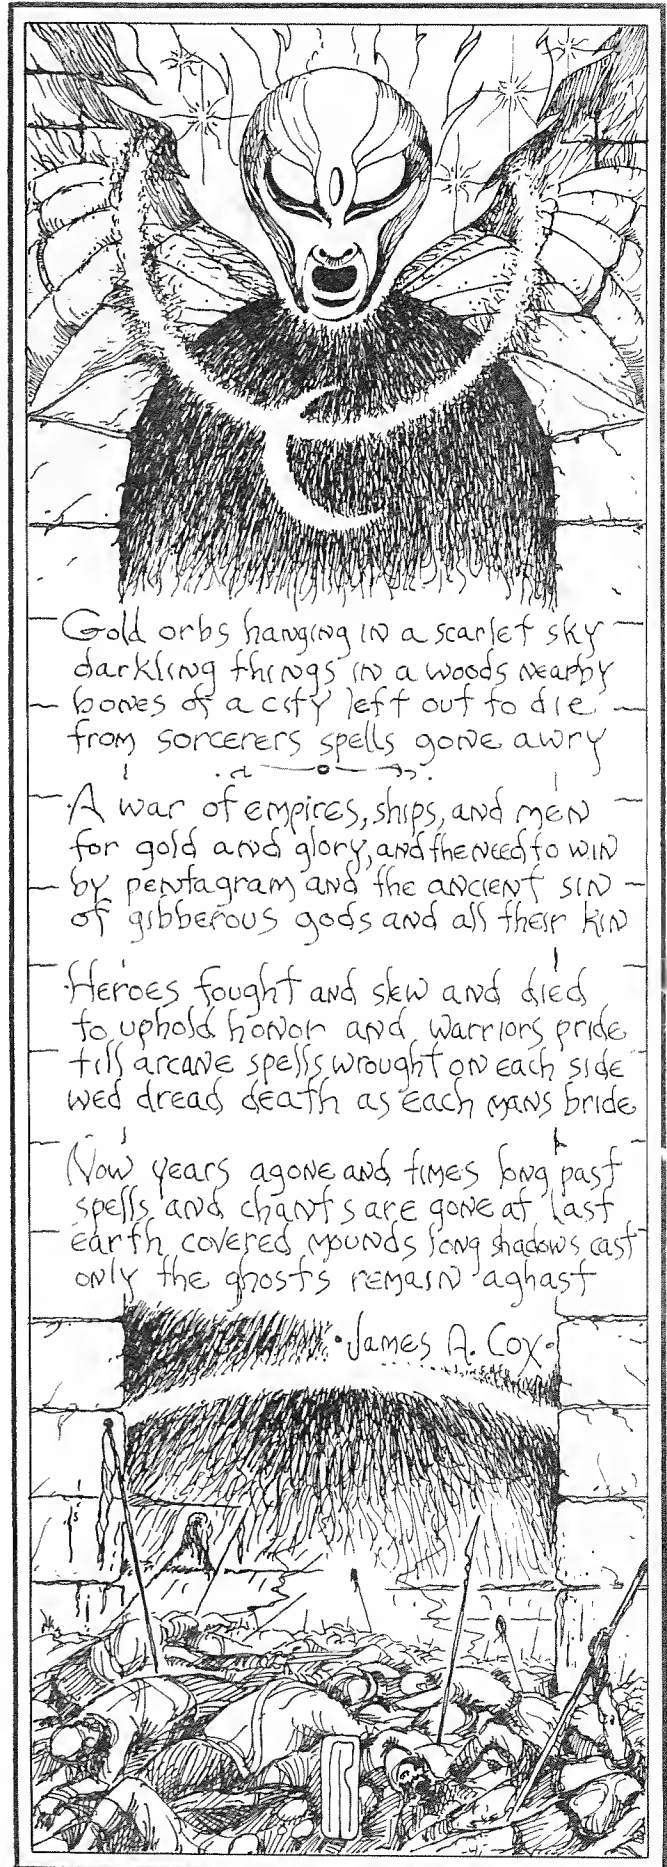 Gold orbs hanging in a scarlet sky
darkling things in a woods nearby
bones of a city left out to die
from sorcerers spells gone awry
A war of empires, ships, and men
for gold and glory, and the need to win
by pentagram and the ancient sin
of gibberous gods and all their kin
Heroes fought and slew and died
to uphold honor and warriors pride
till arcane spells wrought on each side
wed dread death as each mans bride
Now years agone and times long past
spells and chants are gone at last
earth covered mounds long shadows cast
only the ghosts remain aghast
• James A. Cox •